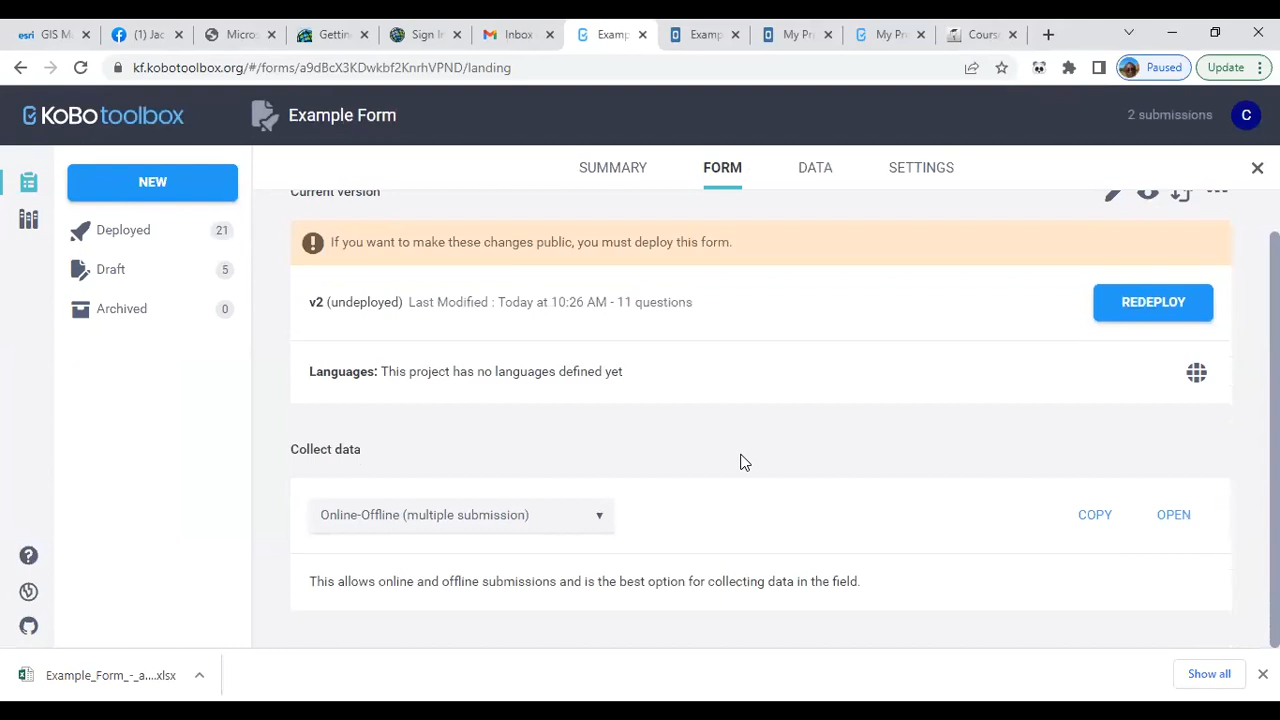 esri GIS M
(1) Jac
Micros
Gettin
Sign I
Inbox
Examp
Examp
My Pr
My Pr
Cours
kf.kobotoolbox.org/#/forms/a9dBcX3KDwkbf2KnrhVPND/landing
Paused
Update
KoBo toolbox
Example Form
2 submissions
C
NEW
SUMMARY
FORM
DATA
SETTINGS
Current version
Deployed 21
If you want to make these changes public, you must deploy this form.
Draft 5
v2 (undeployed) Last Modified : Today at 10:26 AM - 11 questions
REDEPLOY
Archived 0
Languages: This project has no languages defined yet
Collect data
Online-Offline (multiple submission)
COPY
OPEN
This allows online and offline submissions and is the best option for collecting data in the field.
Example_Form_-_a....xlsx
Show all